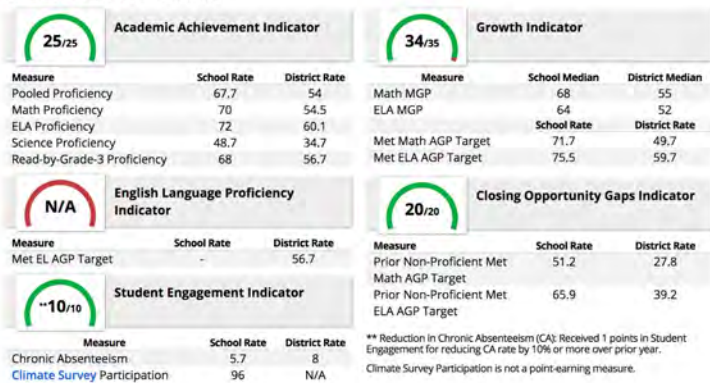 25/25
Academic Achievement Indicator
Measure School Rate District Rate
Pooled Proficiency 67.7 54
Math Proficiency 70 54.5
ELA Proficiency 72 60.1
Science Proficiency 48.7 34.7
Read-by-Grade-3 Proficiency 68 56.7
N/A
English Language Proficiency
Indicator
Measure School Rate District Rate
Met EL AGP Target - 56.7
**10/10
Student Engagement Indicator
Measure School Rate District Rate
Chronic Absenteeism 5.7 8
Climate Survey Participation 96 N/A
34/35
Growth Indicator
Measure School Median District Median
Math MGP 68 55
ELA MGP 64 52
School Rate District Rate
Met Math AGP Target 71.7 49.7
Met ELA AGP Target 75.5 59.7
20/20
Closing Opportunity Gaps Indicator
Measure School Rate District Rate
Prior Non-Proficient Met 51.2 27.8
Math AGP Target
Prior Non-Proficient Met 65.9 39.2
ELA AGP Target
** Reduction in Chronic Absenteeism (CA): Received 1 points in Student
Engagement for reducing CA rate by 10% or more over prior year.
Climate Survey Participation is not a point-earning measure.